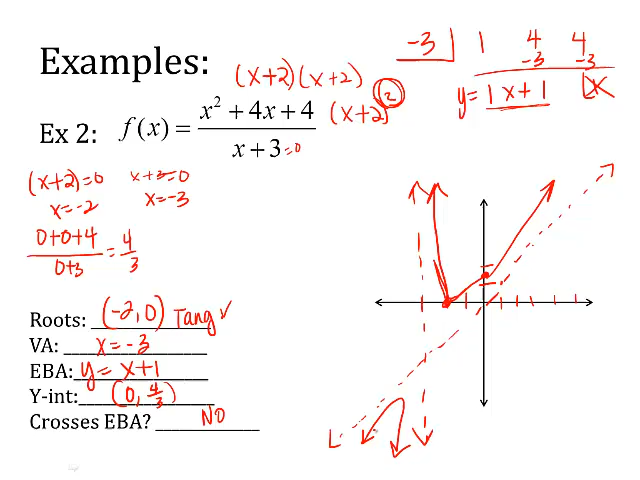 Examples:
(x+2)(x+2)
(x+2)²
Ex 2: f(x) = x² + 4x + 4
x + 3 =0
-3 | 1 4 4
-3 -3
y= 1x+1
(x+2)=0 x+3=0
x=-2 x=-3
0+0+4
0+3
= 4/3
Roots: (-2,0) Tang ✓
VA: x=-3
EBA: y= x+1
Y-int: (0, 4/3)
Crosses EBA? NO